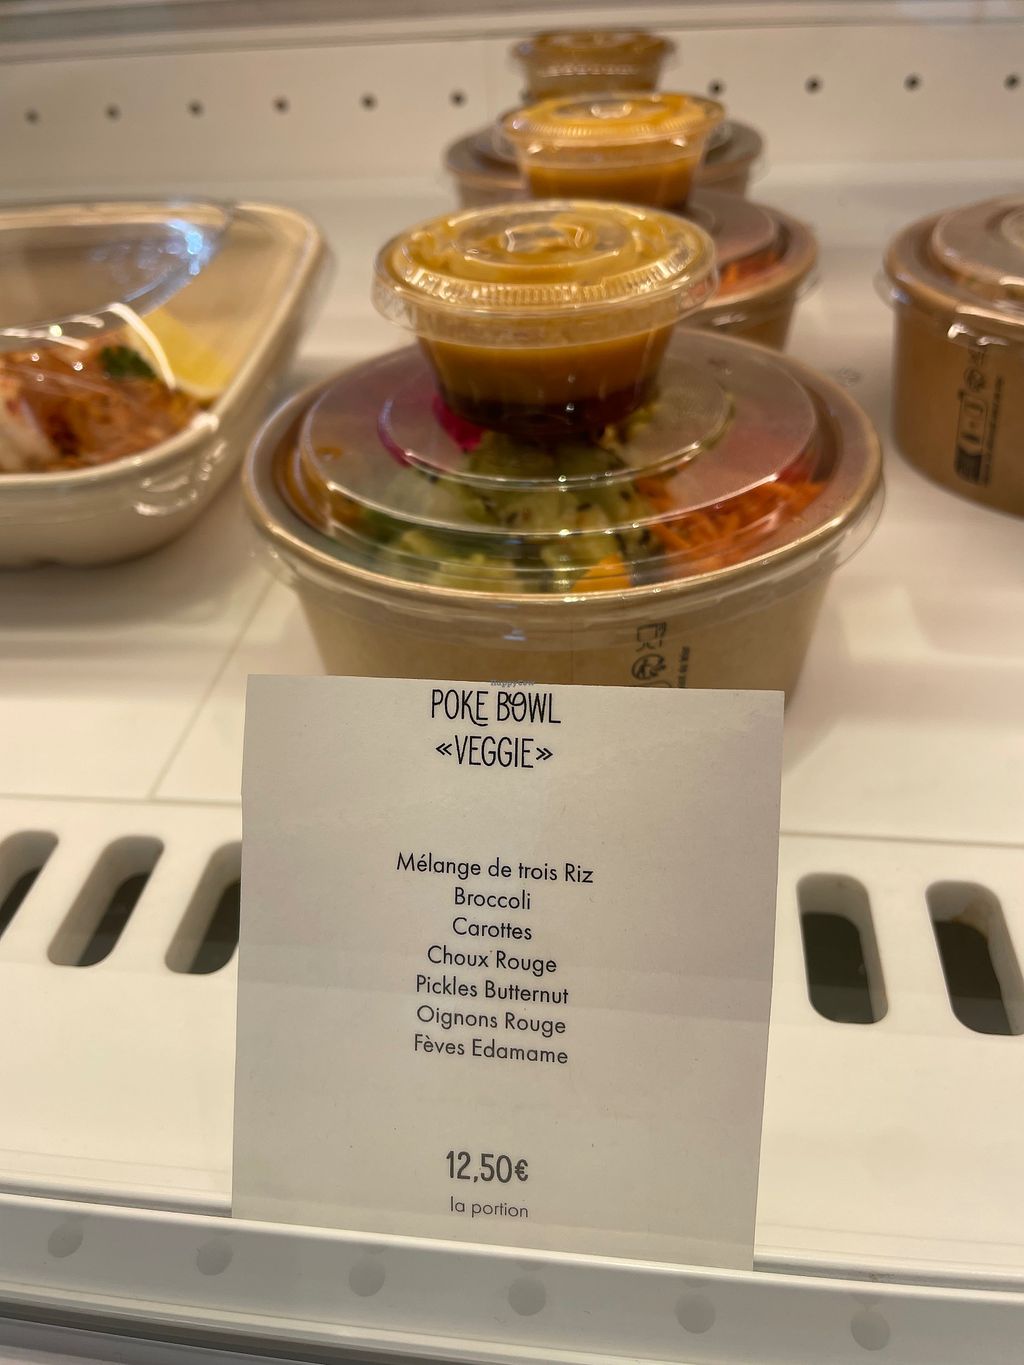 happycow
POKE BOWL
«VEGGIE»
Mélange de trois Riz
Broccoli
Carottes
Choux Rouge
Pickles Butternut
Oignons Rouge
Fèves Edamame
12,50€
la portion